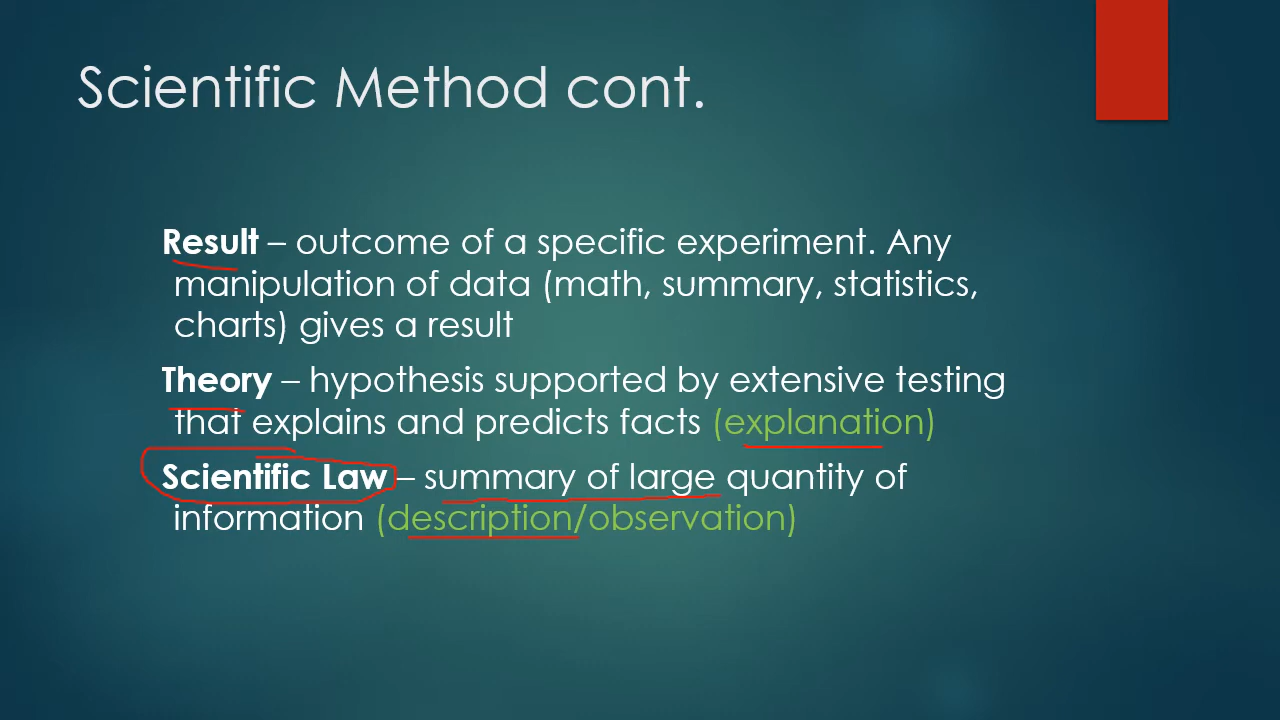 Scientific Method cont.
Result – outcome of a specific experiment. Any
manipulation of data (math, summary, statistics,
charts) gives a result
Theory – hypothesis supported by extensive testing
that explains and predicts facts (explanation)
Scientific Law – summary of large quantity of
information (description/observation)